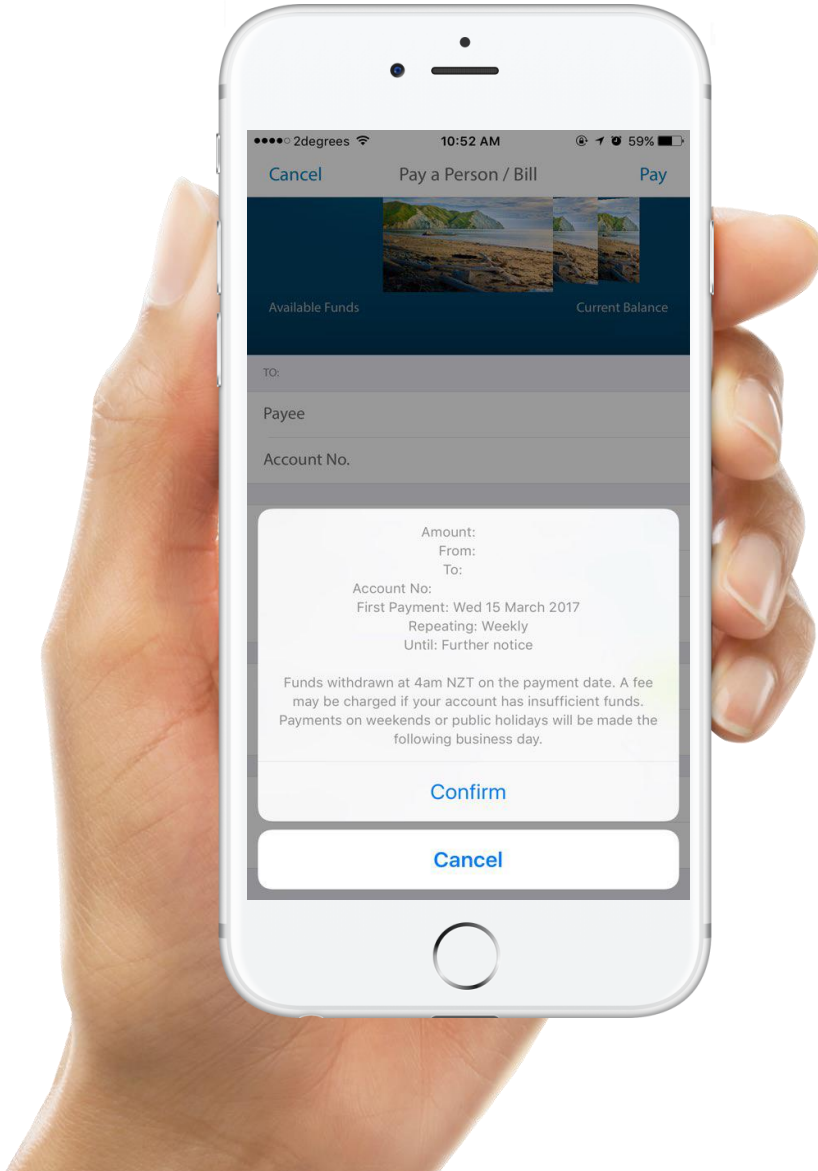 2degrees 10:52 AM 59%
Cancel Pay a Person / Bill Pay
Available Funds Current Balance
TO:
Payee
Account No.
Amount:
From:
To:
Account No:
First Payment: Wed 15 March 2017
Repeating: Weekly
Until: Further notice
Funds withdrawn at 4am NZT on the payment date. A fee
may be charged if your account has insufficient funds.
Payments on weekends or public holidays will be made the
following business day.
Confirm
Cancel